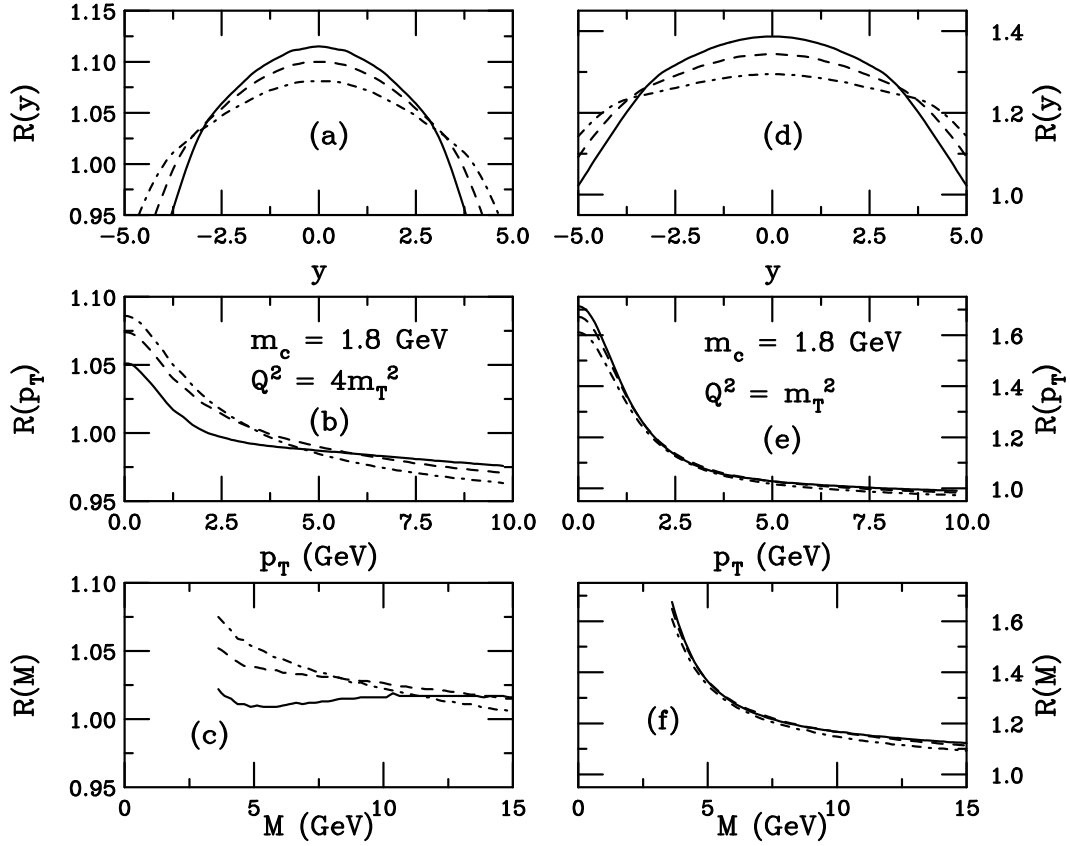 1.15
1.10
1.05
1.00
0.95
R(y)
(a)
-5.0 -2.5 0.0 2.5 5.0
y
1.4
1.2
1.0
R(y)
(d)
-5.0 -2.5 0.0 2.5 5.0
y
1.10
1.05
1.00
0.95
R(p_T)
m_c = 1.8 GeV
Q^2 = 4m_T^2
(b)
0.0 2.5 5.0 7.5 10.0
p_T (GeV)
1.6
1.4
1.2
1.0
R(p_T)
m_c = 1.8 GeV
Q^2 = m_T^2
(e)
0.0 2.5 5.0 7.5 10.0
p_T (GeV)
1.10
1.05
1.00
0.95
R(M)
(c)
0 5 10 15
M (GeV)
1.6
1.4
1.2
1.0
R(M)
(f)
0 5 10 15
M (GeV)